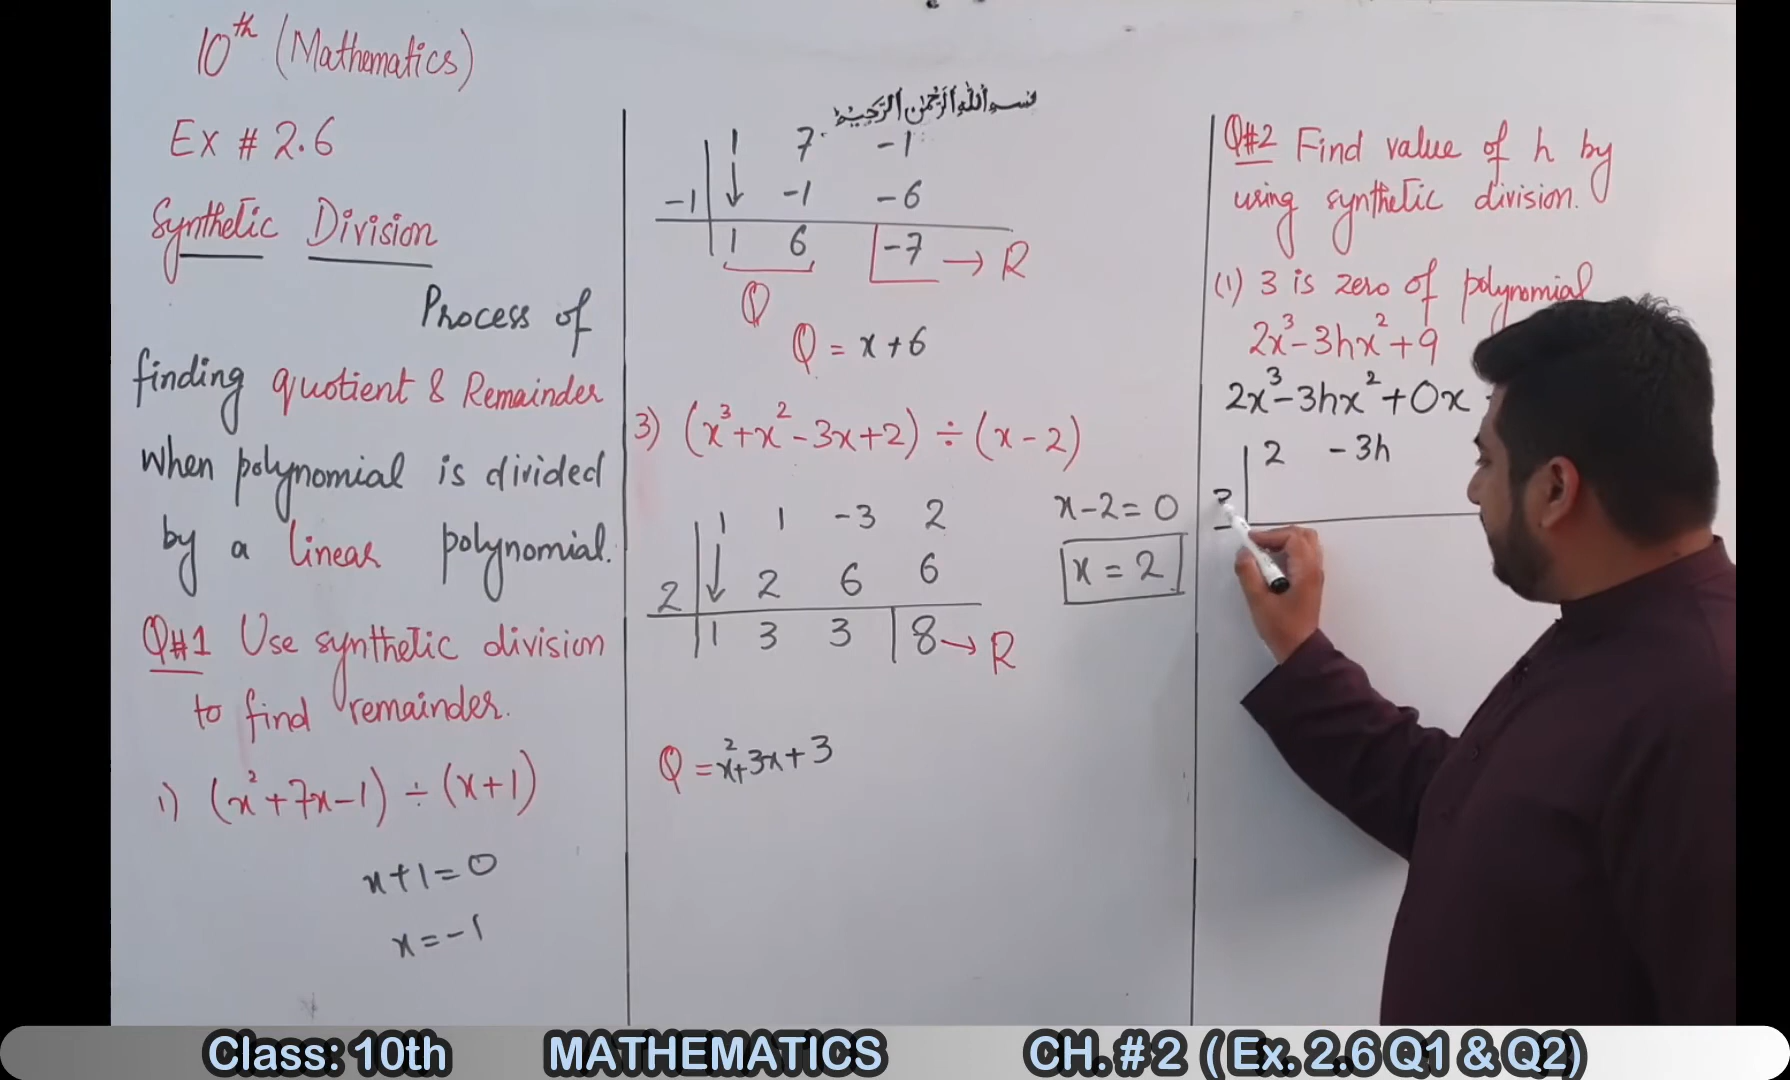 10th (Mathematics)
Ex # 2.6
Synthetic Division
Process of
finding quotient & Remainder
when polynomial is divided
by a linear polynomial.
Q#1 Use synthetic division
to find remainder.
i) (x²+7x-1) ÷ (x+1)
x+1=0
x=-1
بسم الله الرحمن الرحيم
1 7 -1
-1 -1 -6
1 6 -7 → R
Q
Q = x+6
3) (x³+x²-3x+2) ÷ (x-2)
1 1 -3 2
2 2 6 6
1 3 3 8 → R
x-2=0
x = 2
Q = x²+3x+3
Q#2 Find value of h by
using synthetic division.
(1) 3 is zero of polynomial
2x³-3hx²+9
2x³-3hx²+0x
2 -3h
Class: 10th MATHEMATICS CH. # 2 ( Ex. 2.6 Q1 & Q2)